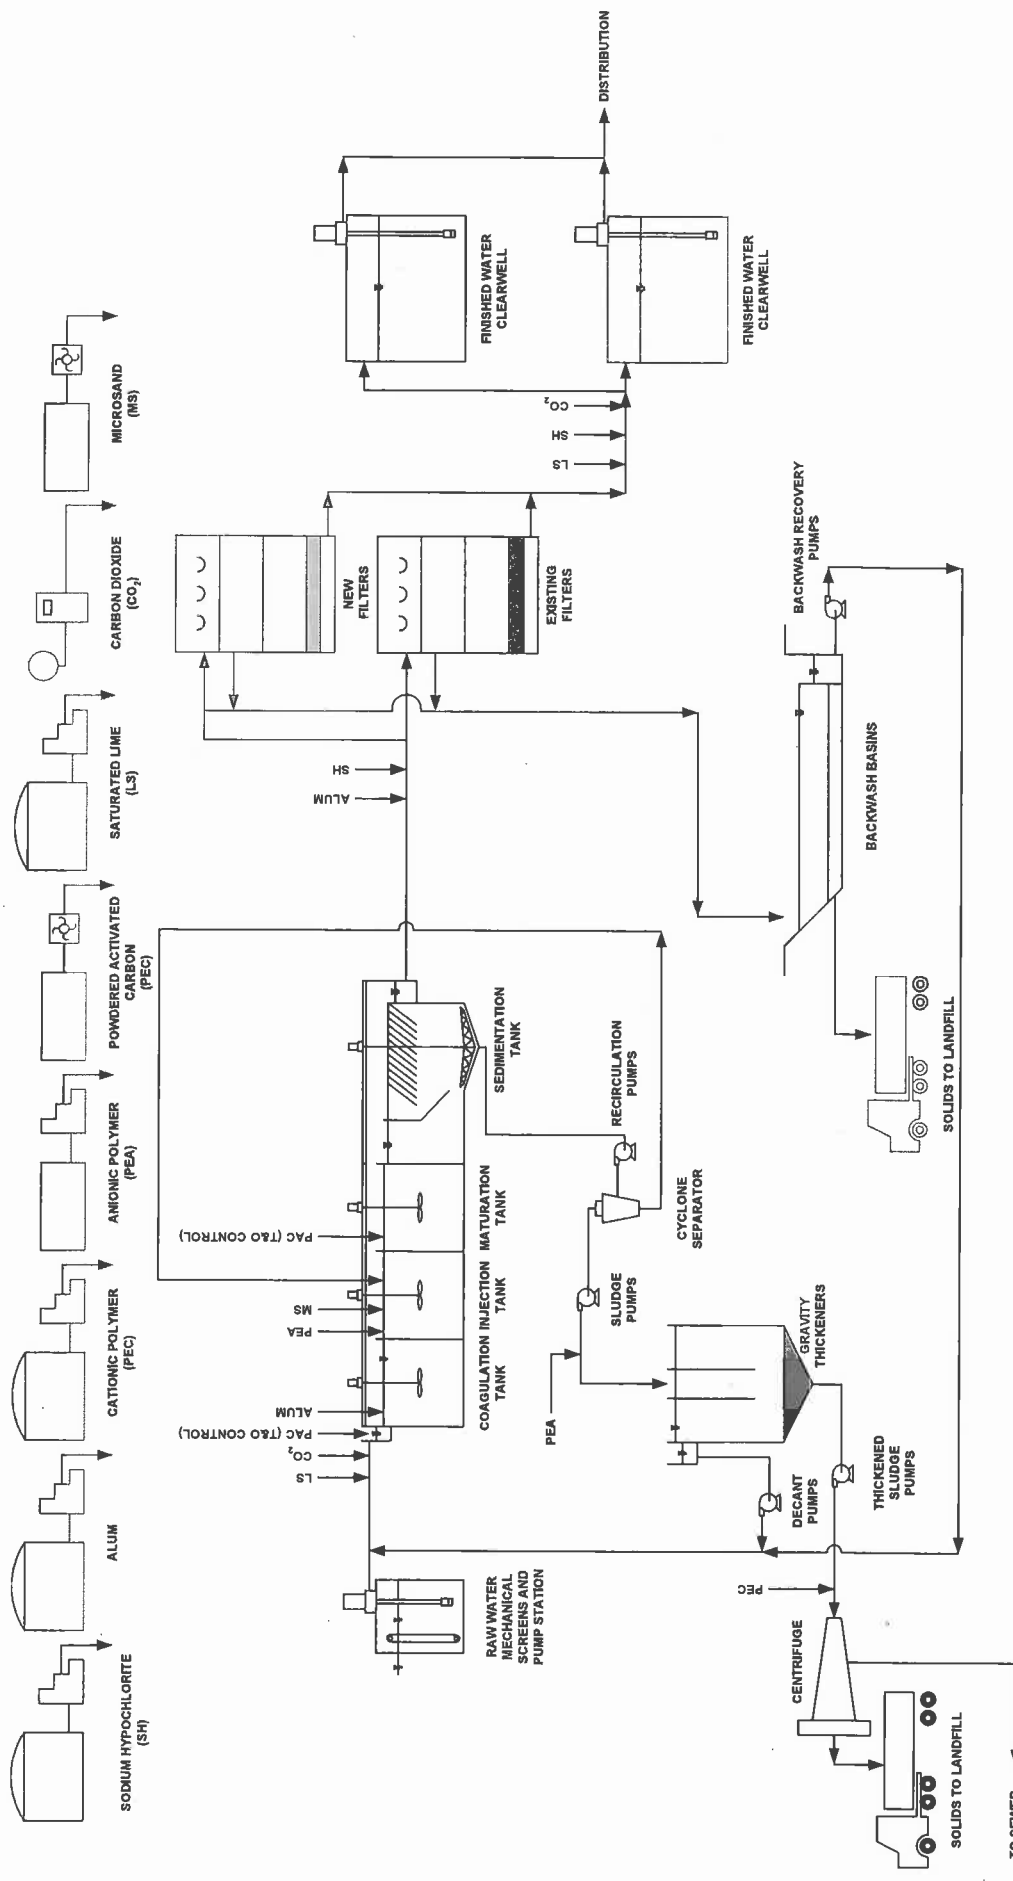 SODIUM HYPOCHLORITE
(SH)
ALUM
CATIONIC POLYMER
(PEC)
ANIONIC POLYMER
(PEA)
POWDERED ACTIVATED
CARBON
(PEC)
SATURATED LIME
(LS)
CARBON DIOXIDE
(CO₂)
MICROSAND
(MS)
RAW WATER
MECHANICAL
SCREENS AND
PUMP STATION
LS
CO₂
PAC (T&O CONTROL)
ALUM
PEA
MS
PAC (T&O CONTROL)
COAGULATION
TANK
INJECTION
TANK
MATURATION
TANK
SEDIMENTATION
TANK
ALUM
SH
NEW
FILTERS
EXISTING
FILTERS
LS
SH
CO₂
FINISHED WATER
CLEARWELL
FINISHED WATER
CLEARWELL
DISTRIBUTION
RECIRCULATION
PUMPS
CYCLONE
SEPARATOR
SLUDGE
PUMPS
PEA
GRAVITY
THICKENERS
DECANT
PUMPS
THICKENED
SLUDGE
PUMPS
PEC
CENTRIFUGE
SOLIDS TO LANDFILL
BACKWASH BASINS
BACKWASH RECOVERY
PUMPS
SOLIDS TO LANDFILL
TO SEWER